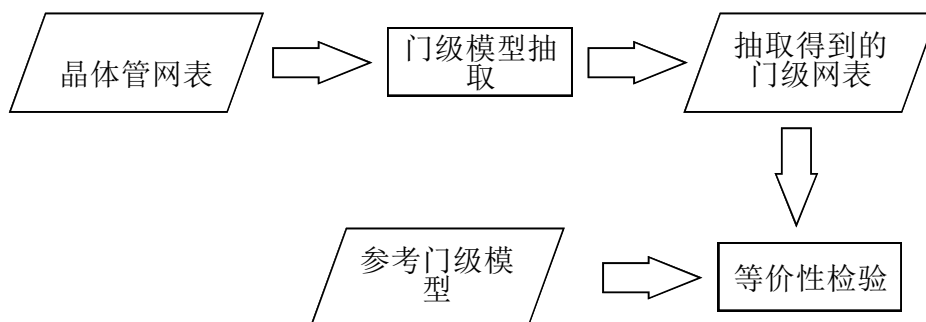 晶体管网表
门级模型抽
取
抽取得到的
门级网表
参考门级模
型
等价性检验